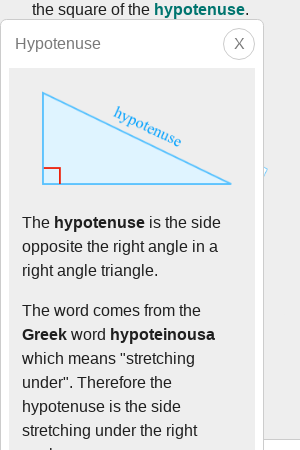 the square of the hypotenuse.
Hypotenuse
X
hypotenuse
The hypotenuse is the side
opposite the right angle in a
right angle triangle.
The word comes from the
Greek word hypoteinousa
which means "stretching
under". Therefore the
hypotenuse is the side
stretching under the right